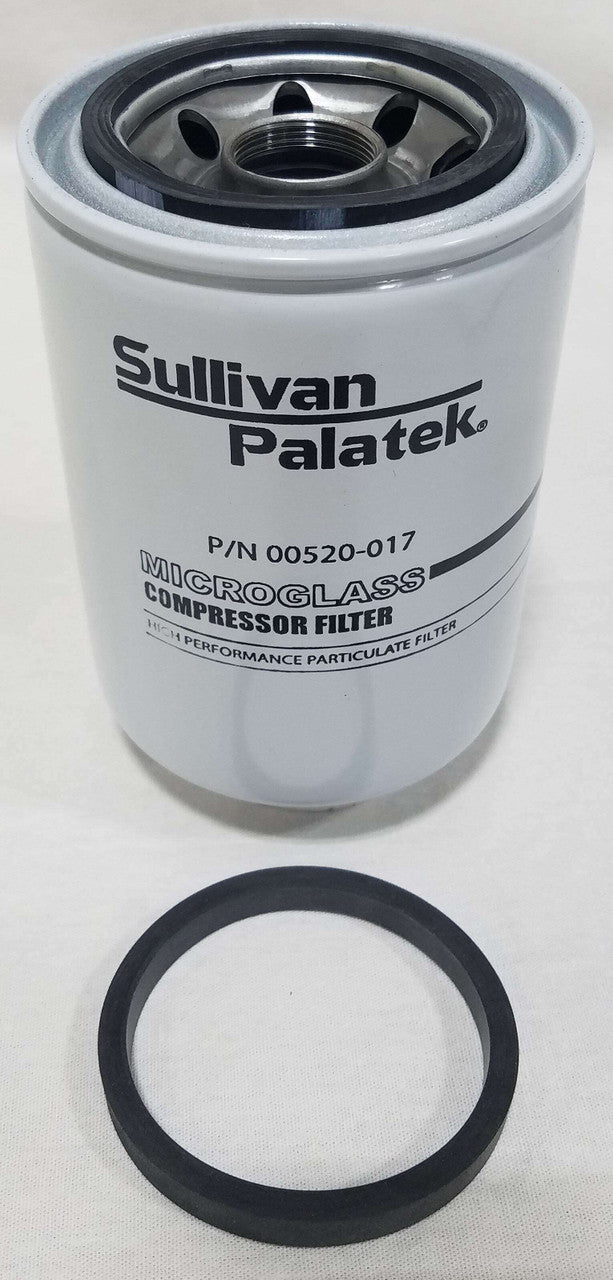 Sullivan
Palatek®
P/N 00520-017
MICROGLASS
COMPRESSOR FILTER
HIGH PERFORMANCE PARTICULATE FILTER